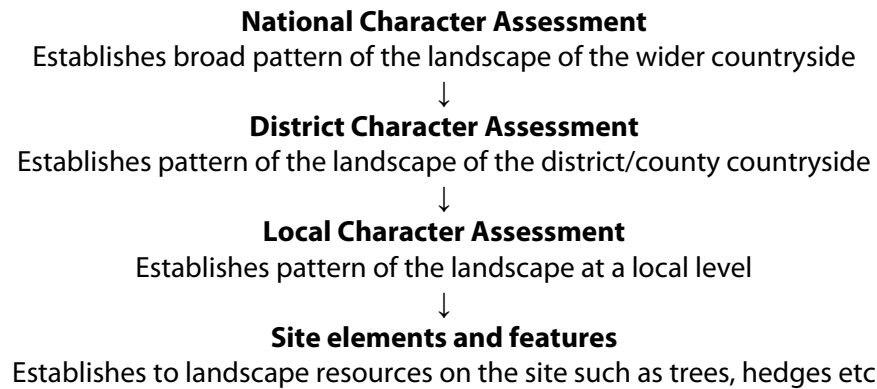 National Character Assessment
Establishes broad pattern of the landscape of the wider countryside
↓
District Character Assessment
Establishes pattern of the landscape of the district/county countryside
↓
Local Character Assessment
Establishes pattern of the landscape at a local level
↓
Site elements and features
Establishes to landscape resources on the site such as trees, hedges etc